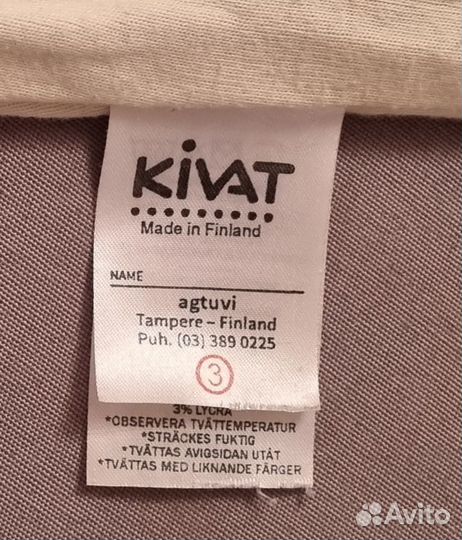 KiVAT
Made in Finland
NAME
agtuvi
Tampere – Finland
Puh. (03) 389 0225
3
3% LYCRA
*OBSERVERA TVÄTTEMPERATUR
*STRÄCKES FUKTIG
*TVÄTTAS AVIGSIDAN UTÅT
*TVÄTTAS MED LIKNANDE FÄRGER
Avito